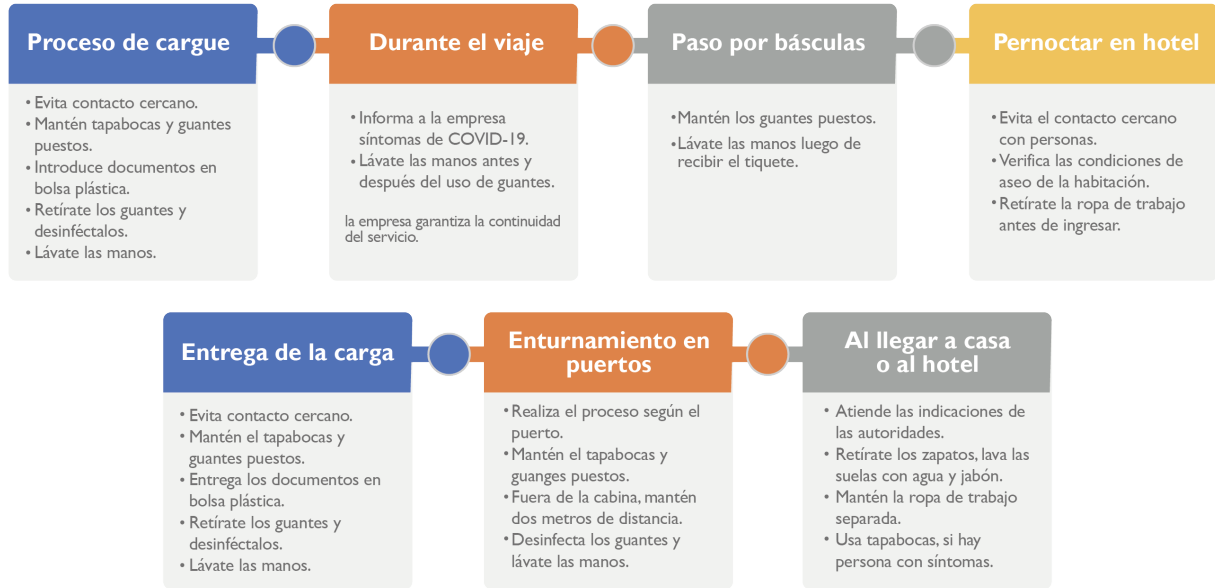 Proceso de cargue
• Evita contacto cercano.
• Mantén tapabocas y guantes
puestos.
• Introduce documentos en
bolsa plástica.
• Retírate los guantes y
desinféctalos.
• Lávate las manos.
Durante el viaje
• Informa a la empresa
síntomas de COVID-19.
• Lávate las manos antes y
después del uso de guantes.
la empresa garantiza la continuidad
del servicio.
Paso por básculas
• Mantén los guantes puestos.
• Lávate las manos luego de
recibir el tiquete.
Pernoctar en hotel
• Evita el contacto cercano
con personas.
• Verifica las condiciones de
aseo de la habitación.
• Retírate la ropa de trabajo
antes de ingresar.
Entrega de la carga
• Evita contacto cercano.
• Mantén el tapabocas y
guantes puestos.
• Entrega los documentos en
bolsa plástica.
• Retírate los guantes y
desinféctalos.
• Lávate las manos.
Enturnamiento en
puertos
• Realiza el proceso según el
puerto.
• Mantén el tapabocas y
guanges puestos.
• Fuera de la cabina, mantén
dos metros de distancia.
• Desinfecta los guantes y
lávate las manos.
Al llegar a casa
o al hotel
• Atiende las indicaciones de
las autoridades.
• Retírate los zapatos, lava las
suelas con agua y jabón.
• Mantén la ropa de trabajo
separada.
• Usa tapabocas, si hay
persona con síntomas.